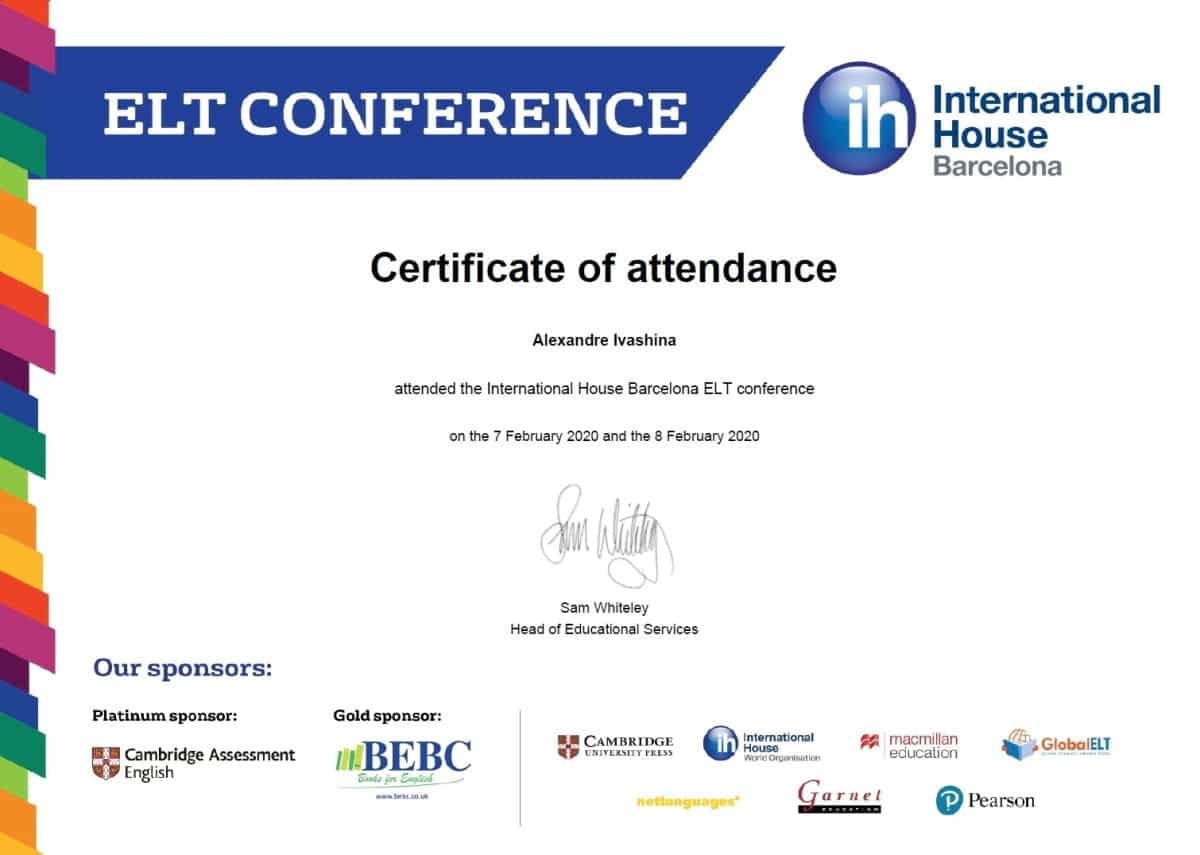 ELT CONFERENCE
ih
International
House
Barcelona
Certificate of attendance
Alexandre Ivashina
attended the International House Barcelona ELT conference
on the 7 February 2020 and the 8 February 2020
Sam Whiteley
Sam Whiteley
Head of Educational Services
Our sponsors:
Platinum sponsor:
Cambridge Assessment
English
Gold sponsor:
BEBC
Books for English
www.bebc.co.uk
CAMBRIDGE
UNIVERSITY PRESS
ih
International
House
World Organisation
macmillan
education
GlobalELT
netlanguages
Garnet
EDUCATION
Pearson